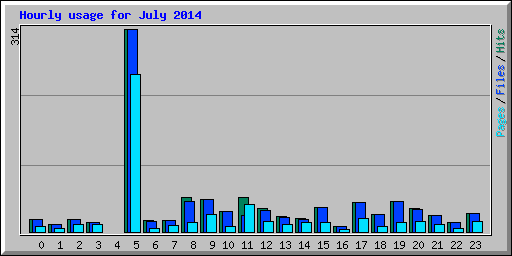 Hourly usage for July 2014
314
Pages/Files/Hits
0 1 2 3 4 5 6 7 8 9 10 11 12 13 14 15 16 17 18 19 20 21 22 23